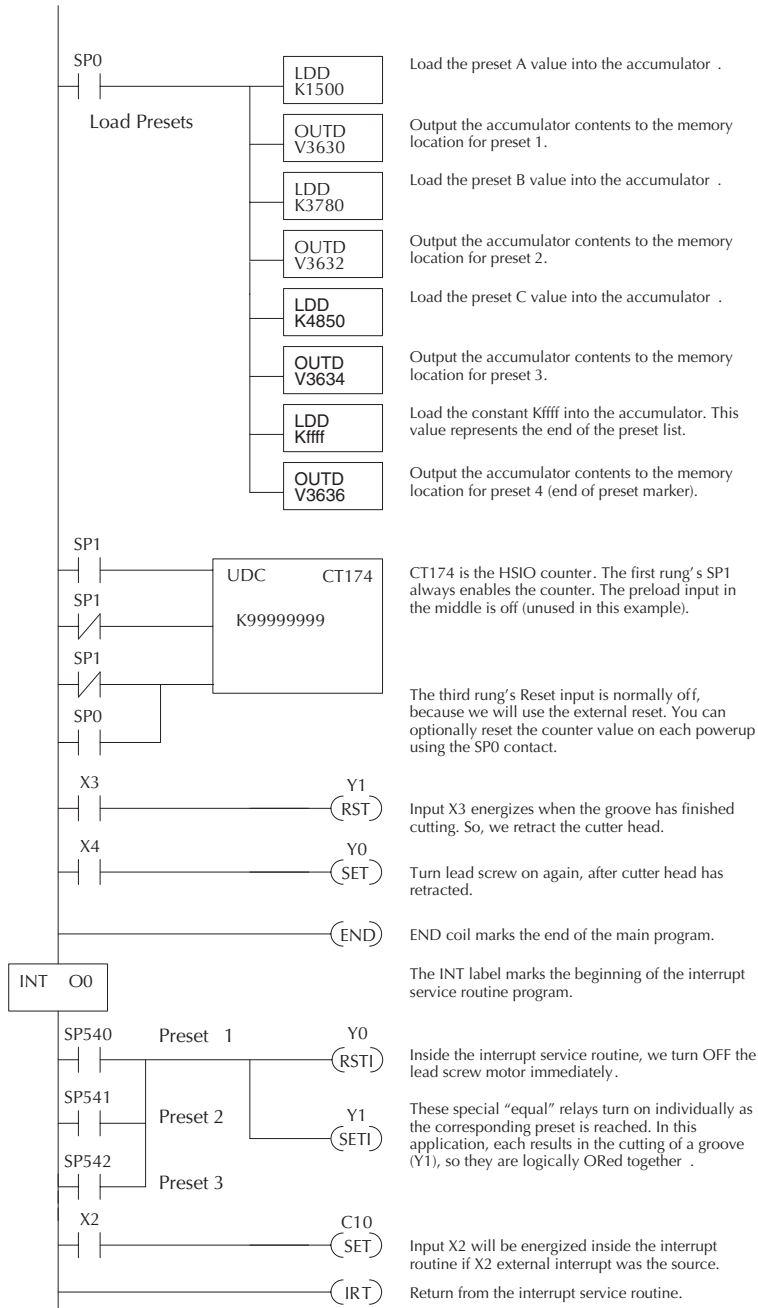 SP0
Load Presets
LDD
K1500
Load the preset A value into the accumulator .
OUTD
V3630
Output the accumulator contents to the memory
location for preset 1.
LDD
K3780
Load the preset B value into the accumulator .
OUTD
V3632
Output the accumulator contents to the memory
location for preset 2.
LDD
K4850
Load the preset C value into the accumulator .
OUTD
V3634
Output the accumulator contents to the memory
location for preset 3.
LDD
Kffff
Load the constant Kffff into the accumulator. This
value represents the end of the preset list.
OUTD
V3636
Output the accumulator contents to the memory
location for preset 4 (end of preset marker).
SP1
UDC CT174
K99999999
SP1
SP1
SP0
CT174 is the HSIO counter. The first rung's SP1
always enables the counter. The preload input in
the middle is off (unused in this example).
The third rung's Reset input is normally off,
because we will use the external reset. You can
optionally reset the counter value on each powerup
using the SP0 contact.
X3
Y1
RST
Input X3 energizes when the groove has finished
cutting. So, we retract the cutter head.
X4
Y0
SET
Turn lead screw on again, after cutter head has
retracted.
END
END coil marks the end of the main program.
INT O0
The INT label marks the beginning of the interrupt
service routine program.
SP540
Preset 1
Y0
RSTI
Inside the interrupt service routine, we turn OFF the
lead screw motor immediately.
SP541
Preset 2
Y1
SETI
These special “equal” relays turn on individually as
the corresponding preset is reached. In this
application, each results in the cutting of a groove
(Y1), so they are logically ORed together .
SP542
Preset 3
X2
C10
SET
Input X2 will be energized inside the interrupt
routine if X2 external interrupt was the source.
IRT
Return from the interrupt service routine.